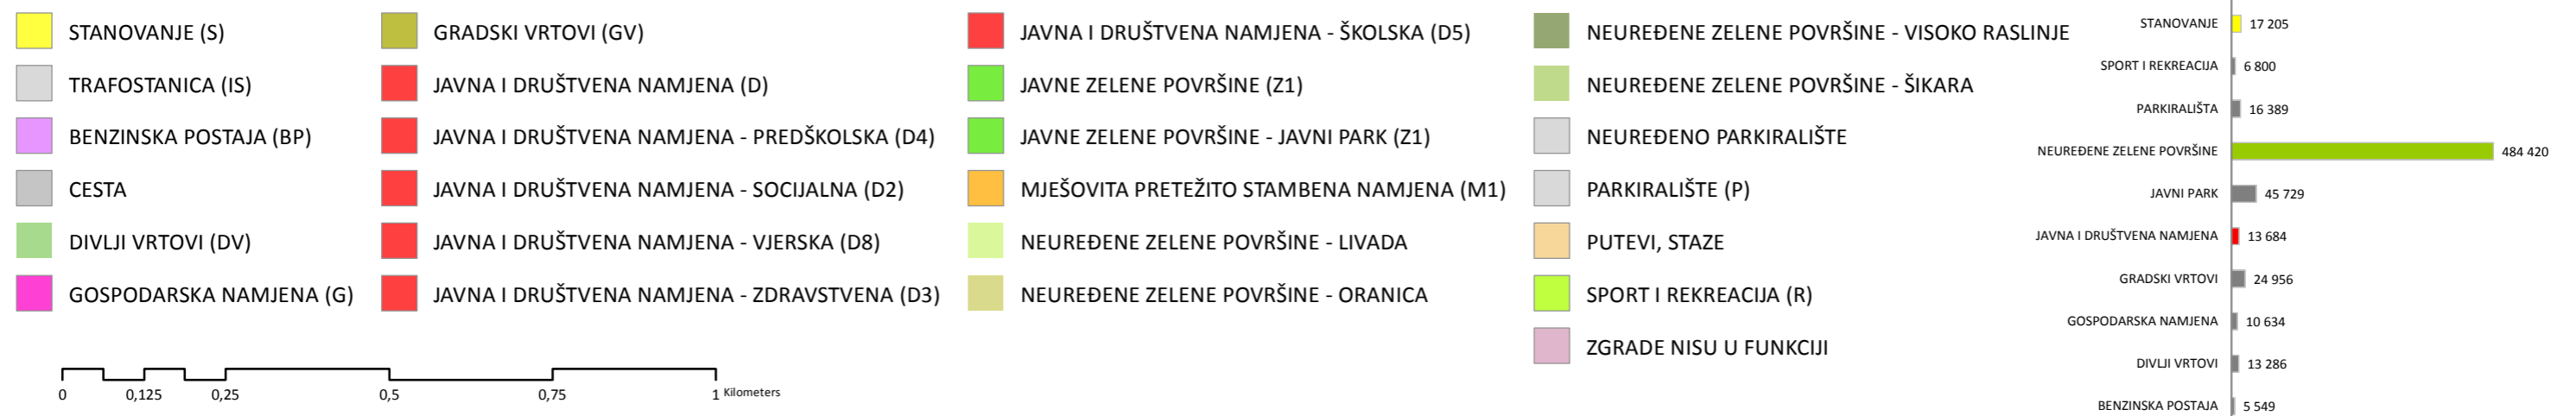 STANOVANJE (S)
TRAFOSTANICA (IS)
BENZINSKA POSTAJA (BP)
CESTA
DIVLJI VRTOVI (DV)
GOSPODARSKA NAMJENA (G)
GRADSKI VRTOVI (GV)
JAVNA I DRUŠTVENA NAMJENA (D)
JAVNA I DRUŠTVENA NAMJENA - PREDŠKOLSKA (D4)
JAVNA I DRUŠTVENA NAMJENA - SOCIJALNA (D2)
JAVNA I DRUŠTVENA NAMJENA - VJERSKA (D8)
JAVNA I DRUŠTVENA NAMJENA - ZDRAVSTVENA (D3)
JAVNA I DRUŠTVENA NAMJENA - ŠKOLSKA (D5)
JAVNE ZELENE POVRŠINE (Z1)
JAVNE ZELENE POVRŠINE - JAVNI PARK (Z1)
MJEŠOVITA PRETEŽITO STAMBENA NAMJENA (M1)
NEUREĐENE ZELENE POVRŠINE - LIVADA
NEUREĐENE ZELENE POVRŠINE - ORANICA
NEUREĐENE ZELENE POVRŠINE - VISOKO RASLINJE
NEUREĐENE ZELENE POVRŠINE - ŠIKARA
NEUREĐENO PARKIRALIŠTE
PARKIRALIŠTE (P)
PUTEVI, STAZE
SPORT I REKREACIJA (R)
ZGRADE NISU U FUNKCIJI
0 0,125 0,25 0,5 0,75 1 Kilometers
STANOVANJE 17 205
SPORT I REKREACIJA 6 800
PARKIRALIŠTA 16 389
NEUREĐENE ZELENE POVRŠINE 484 420
JAVNI PARK 45 729
JAVNA I DRUŠTVENA NAMJENA 13 684
GRADSKI VRTOVI 24 956
GOSPODARSKA NAMJENA 10 634
DIVLJI VRTOVI 13 286
BENZINSKA POSTAJA 5 549